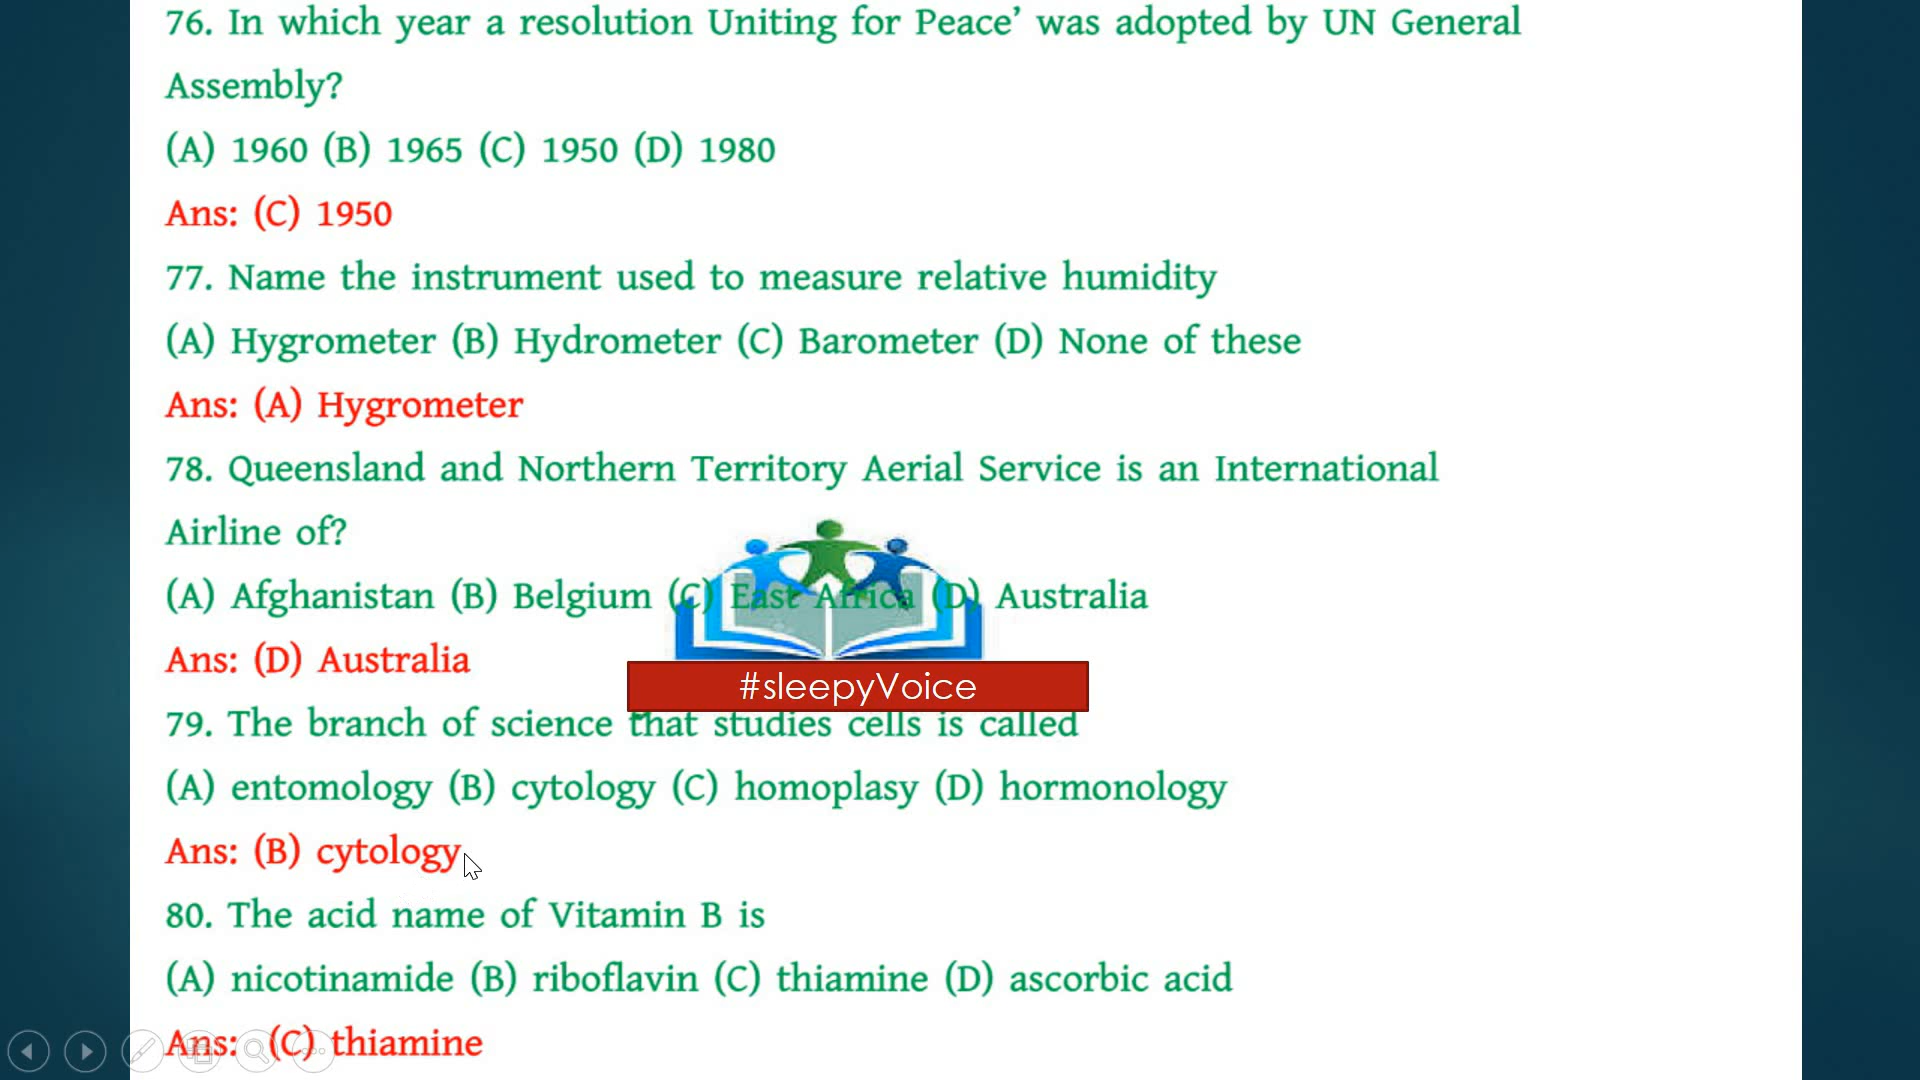 76. In which year a resolution Uniting for Peace’ was adopted by UN General
Assembly?
(A) 1960 (B) 1965 (C) 1950 (D) 1980
Ans: (C) 1950
77. Name the instrument used to measure relative humidity
(A) Hygrometer (B) Hydrometer (C) Barometer (D) None of these
Ans: (A) Hygrometer
78. Queensland and Northern Territory Aerial Service is an International
Airline of?
(A) Afghanistan (B) Belgium (C) East Africa (D) Australia
Ans: (D) Australia
#sleepyVoice
79. The branch of science that studies cells is called
(A) entomology (B) cytology (C) homoplasy (D) hormonology
Ans: (B) cytology
80. The acid name of Vitamin B is
(A) nicotinamide (B) riboflavin (C) thiamine (D) ascorbic acid
Ans: (C) thiamine